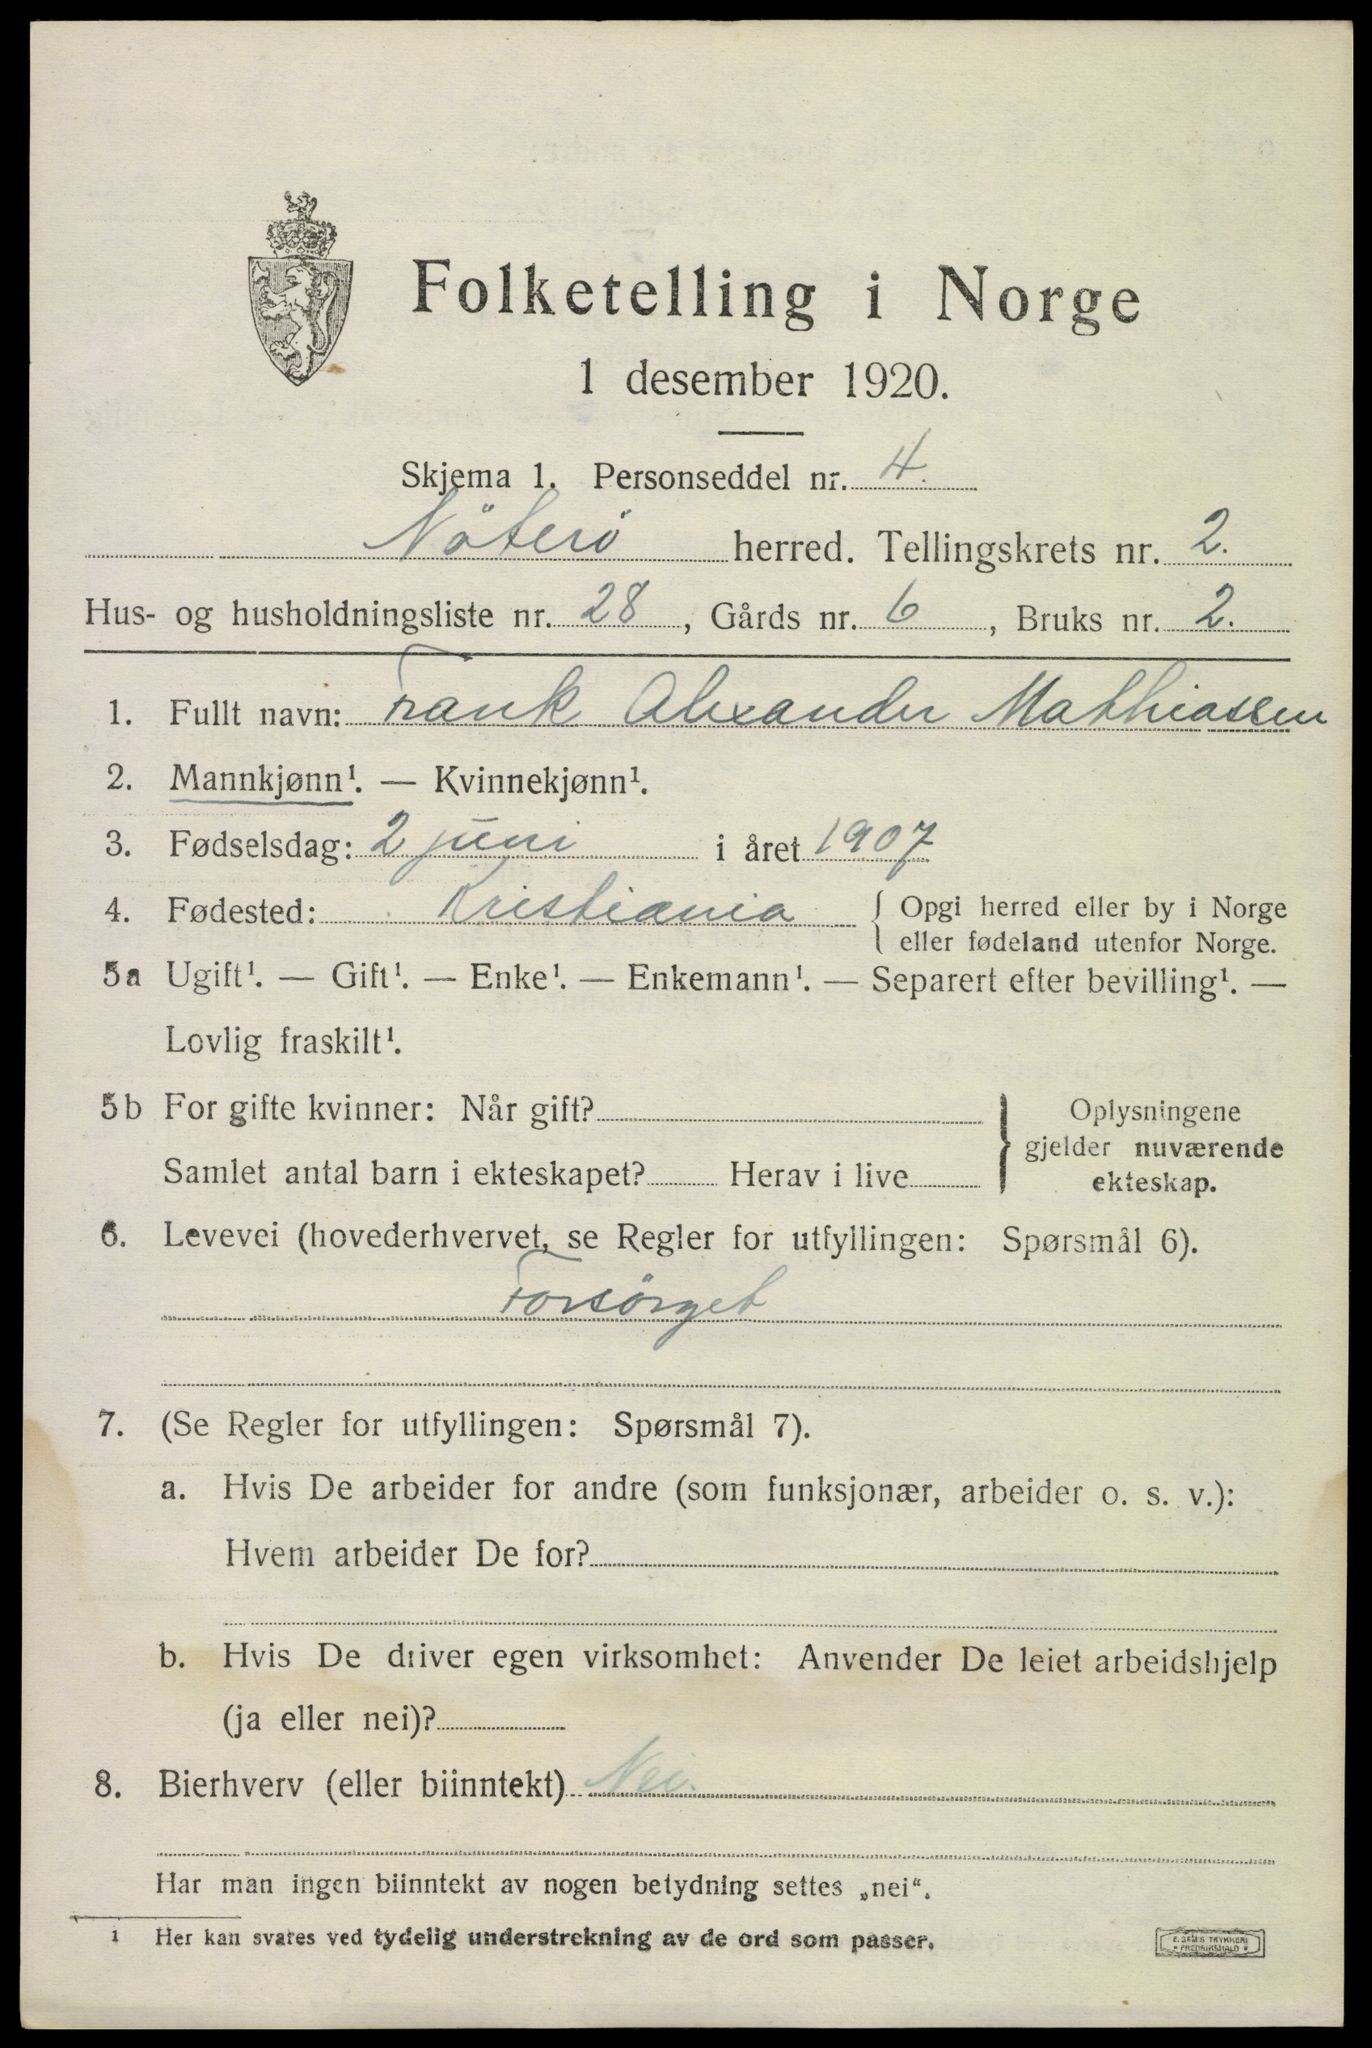 Folketelling i Norge
1 desember 1920.
Skjema 1. Personseddel nr. 4.
Nöterö herred. Tellingskrets nr. 2.
Hus- og husholdningsliste nr. 28, Gårds nr. 6, Bruks nr. 2.
1. Fullt navn: Frank Alexander Mathiassen
2. Mannkjønn¹. — Kvinnekjønn¹.
3. Fødselsdag: 2 juni i året 1907
4. Fødested: Kristiania { Opgi herred eller by i Norge
eller fødeland utenfor Norge.
5a Ugift¹. — Gift¹. — Enke¹. — Enkemann¹. — Separert efter bevilling¹. —
Lovlig fraskilt¹.
5b For gifte kvinner: Når gift?
Samlet antal barn i ekteskapet? Herav i live
} Oplysningene
gjelder nuværende
ekteskap.
6. Levevei (hovederhvervet, se Regler for utfyllingen: Spørsmål 6).
Forsörget
7. (Se Regler for utfyllingen: Spørsmål 7).
a. Hvis De arbeider for andre (som funksjonær, arbeider o. s. v.):
Hvem arbeider De for?
b. Hvis De driver egen virksomhet: Anvender De leiet arbeidshjelp
(ja eller nei)?
8. Bierhverv (eller biinntekt) Nei.
Har man ingen biinntekt av nogen betydning settes „nei“.
¹ Her kan svares ved tydelig understrekning av de ord som passer.
E. SEM'S TRYKKERI
* FREDRIKSHALD *